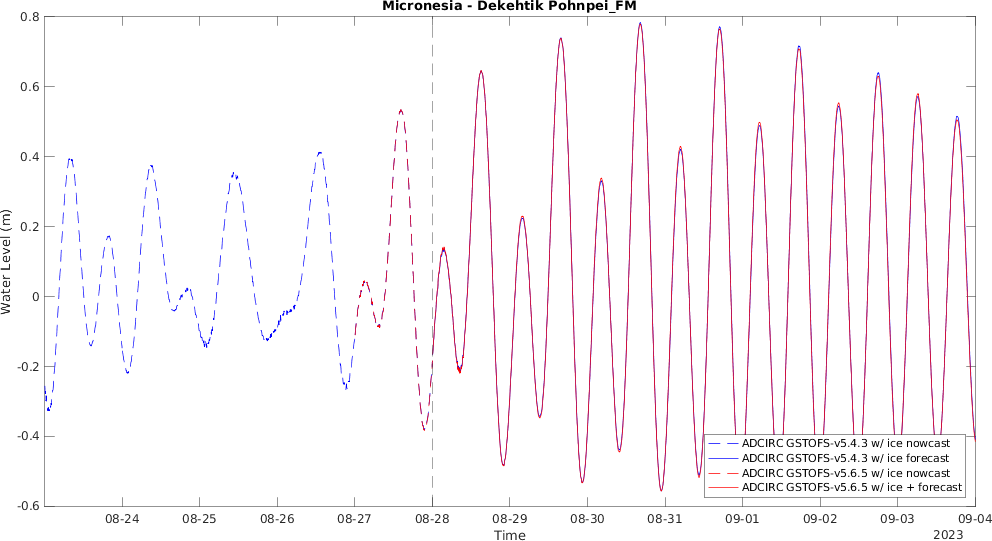 Micronesia - Dekehtik Pohnpei_FM
0.8
0.6
0.4
0.2
0
-0.2
-0.4
-0.6
Water Level (m)
ADCIRC GSTOFS-v5.4.3 w/ ice nowcast
ADCIRC GSTOFS-v5.4.3 w/ ice forecast
ADCIRC GSTOFS-v5.6.5 w/ ice nowcast
ADCIRC GSTOFS-v5.6.5 w/ ice + forecast
08-24 08-25 08-26 08-27 08-28 08-29 08-30 08-31 09-01 09-02 09-03 09-04
Time
2023